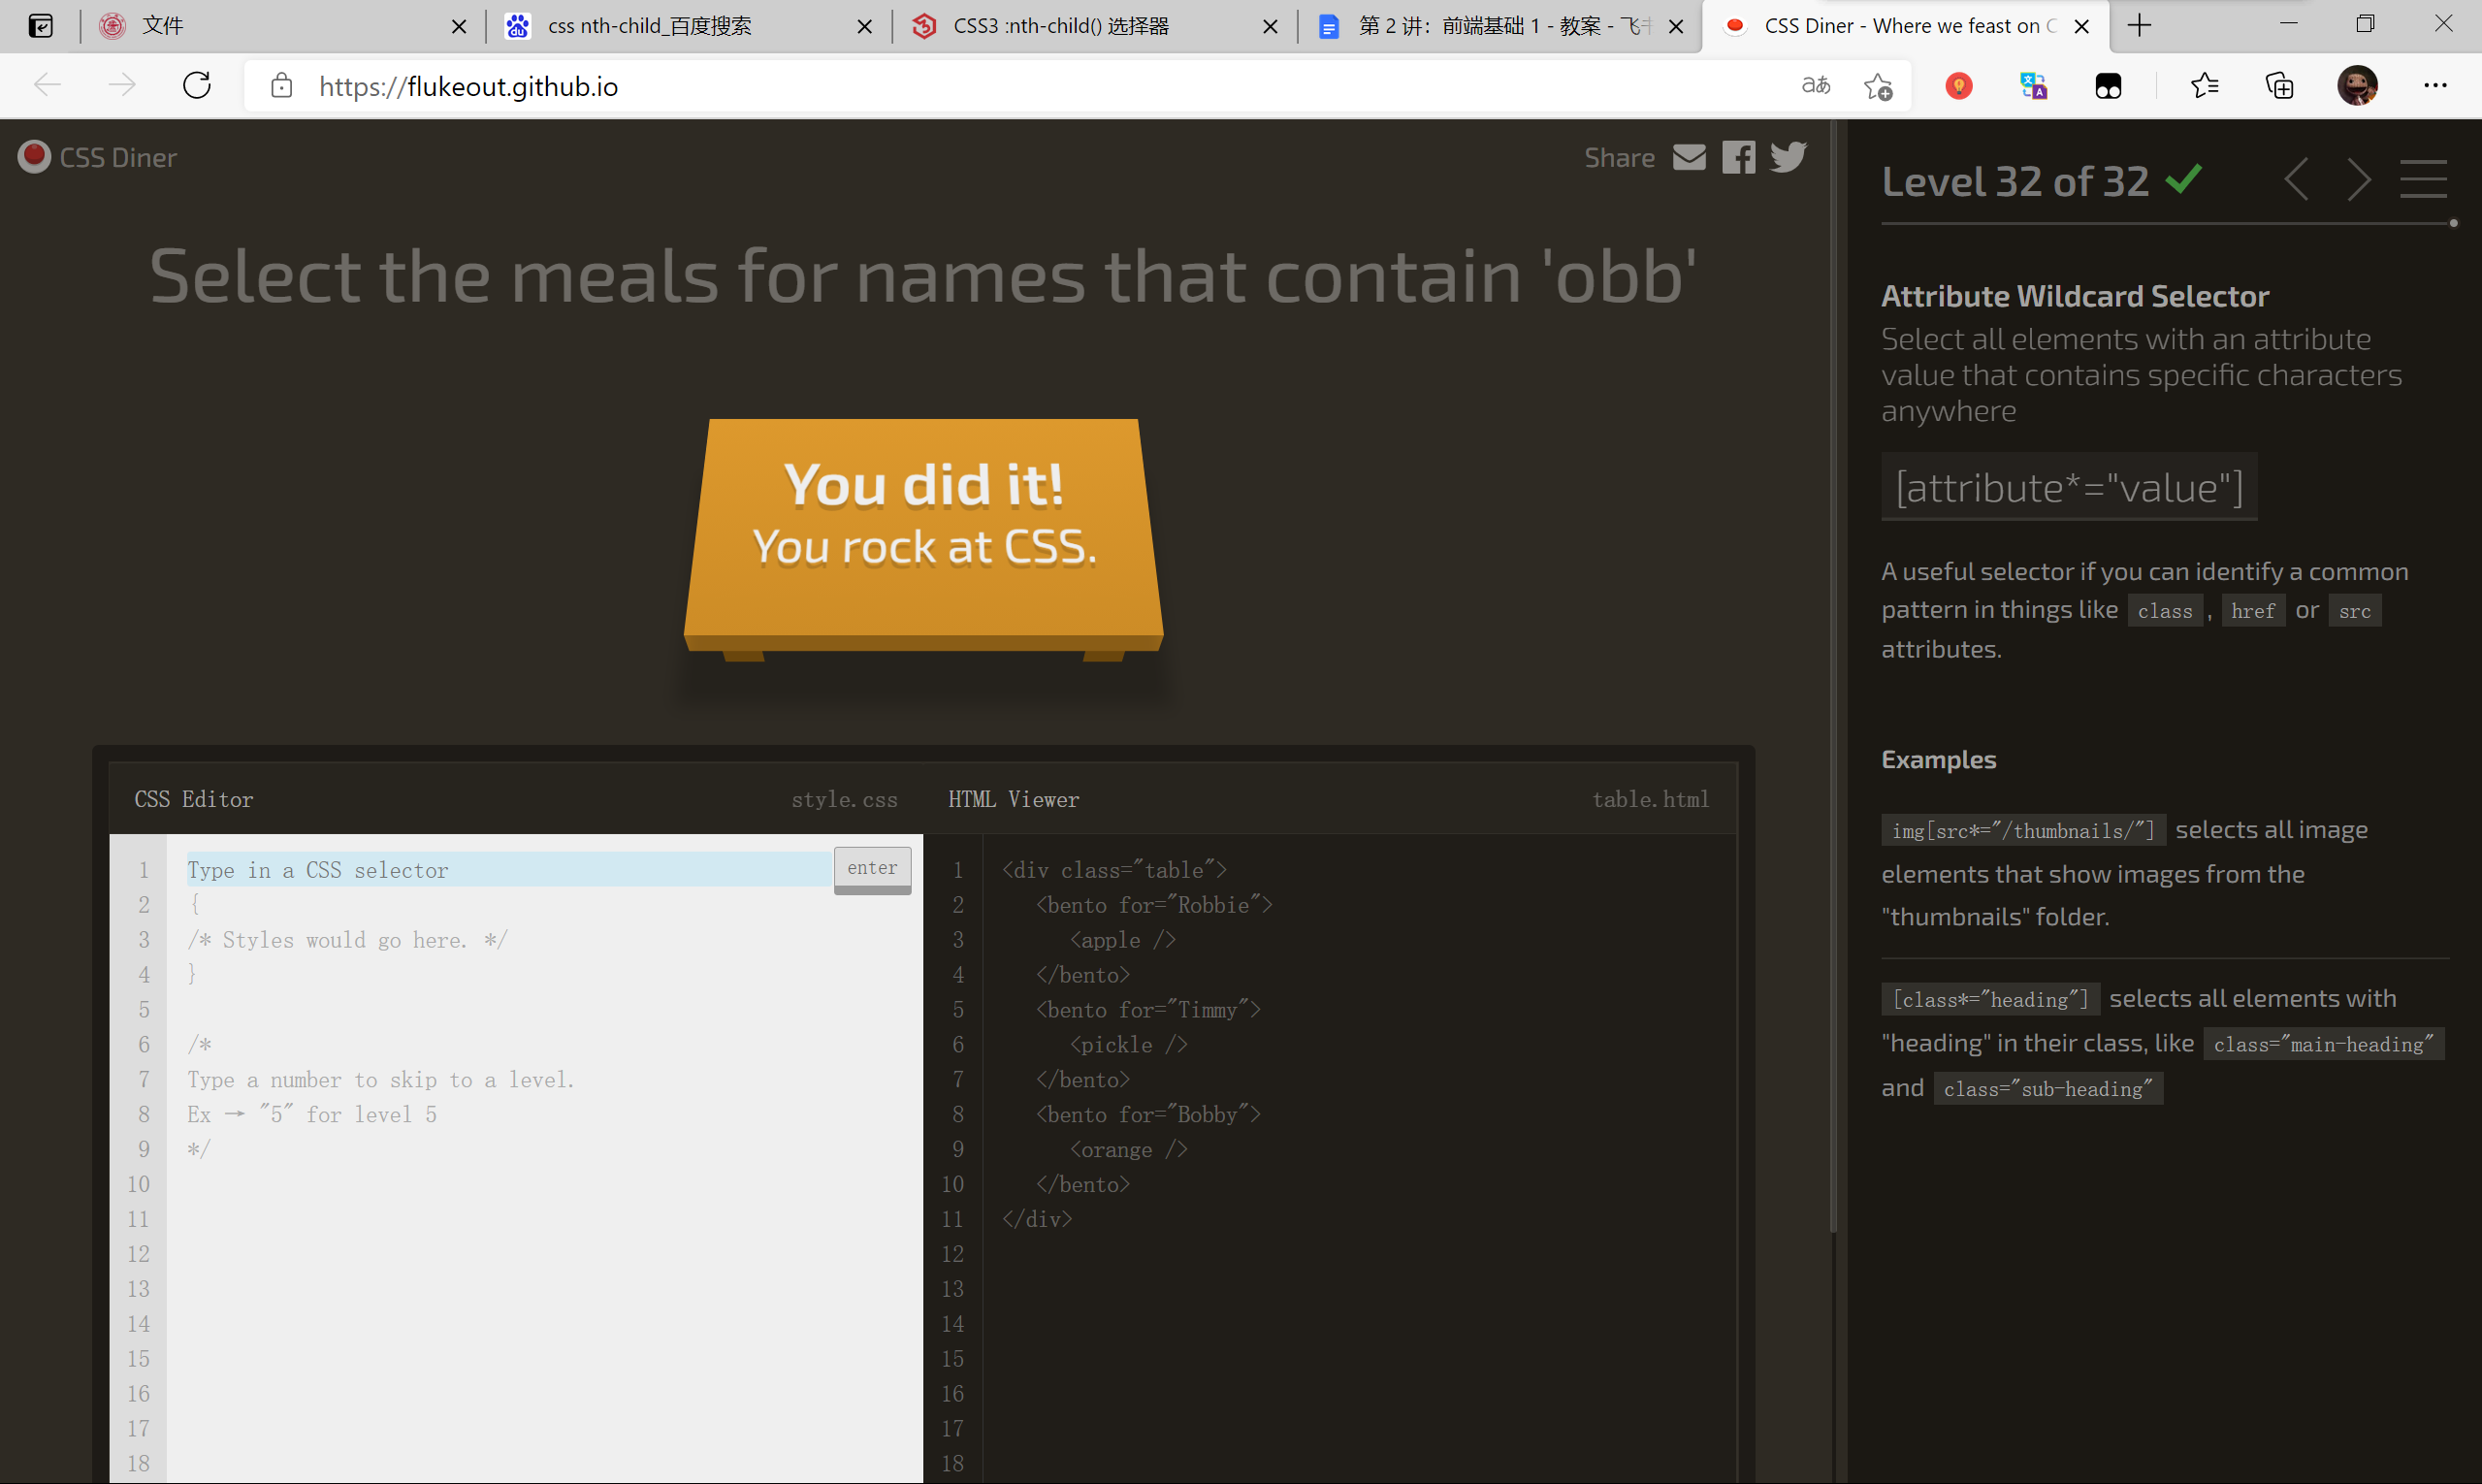 文件
css nth-child_百度搜索
CSS3 :nth-child() 选择器
第 2 讲：前端基础 1 - 教案 - 飞
CSS Diner - Where we feast on C
https://flukeout.github.io
CSS Diner
Share
Select the meals for names that contain 'obb'
You did it!
You rock at CSS.
CSS Editor
style.css
HTML Viewer
table.html
1
2
3
4
5
6
7
8
9
10
11
12
13
14
15
16
17
18
Type in a CSS selector
enter
{
/* Styles would go here. */
}
/*
Type a number to skip to a level.
Ex → "5" for level 5
*/
1
2
3
4
5
6
7
8
9
10
11
12
13
14
15
16
17
18
<div class="table">
<bento for="Robbie">
<apple />
</bento>
<bento for="Timmy">
<pickle />
</bento>
<bento for="Bobby">
<orange />
</bento>
</div>
Level 32 of 32
Attribute Wildcard Selector
Select all elements with an attribute
value that contains specific characters
anywhere
[attribute*="value"]
A useful selector if you can identify a common
pattern in things like class, href or src
attributes.
Examples
img[src*="/thumbnails/"] selects all image
elements that show images from the
"thumbnails" folder.
[class*="heading"] selects all elements with
"heading" in their class, like class="main-heading"
and class="sub-heading"